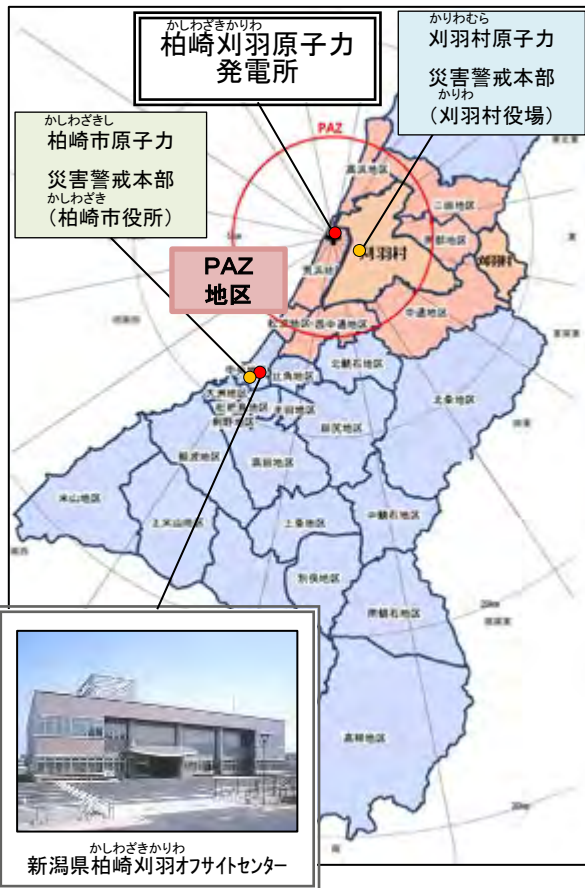 かしわざきかりわ
柏崎刈羽原子力
発電所
かりわむら
刈羽村原子力
災害警戒本部
かりわ
(刈羽村役場)
かしわざきし
柏崎市原子力
災害警戒本部
かしわざき
(柏崎市役所)
PAZ
高浜地区
二田地区
南部地区
刈羽村
刈羽村
PAZ
地区
中通地区
西中通地区
北鯖石地区
比角地区
北条地区
田尻地区
米山地区
上米山地区
高田地区
上条地区
中鯖石地区
別俣地区
南鯖石地区
高柳地区
かしわざきかりわ
新潟県柏崎刈羽オフサイトセンター